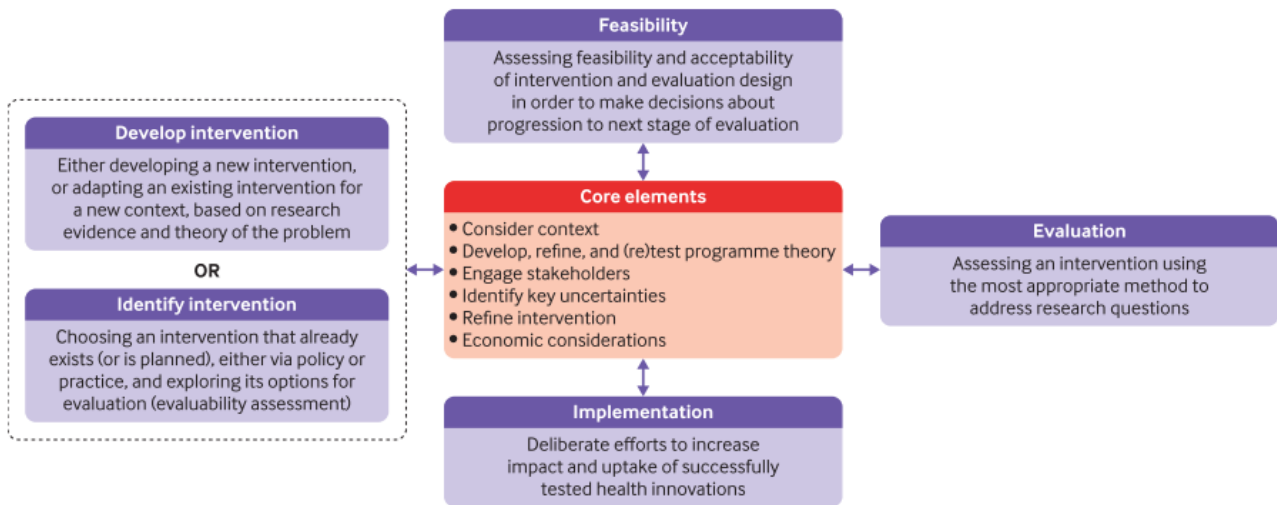 Feasibility
Assessing feasibility and acceptability
of intervention and evaluation design
in order to make decisions about
progression to next stage of evaluation
Develop intervention
Either developing a new intervention,
or adapting an existing intervention for
a new context, based on research
evidence and theory of the problem
OR
Identify intervention
Choosing an intervention that already
exists (or is planned), either via policy or
practice, and exploring its options for
evaluation (evaluability assessment)
Core elements
• Consider context
• Develop, refine, and (re)test programme theory
• Engage stakeholders
• Identify key uncertainties
• Refine intervention
• Economic considerations
Evaluation
Assessing an intervention using
the most appropriate method to
address research questions
Implementation
Deliberate efforts to increase
impact and uptake of successfully
tested health innovations